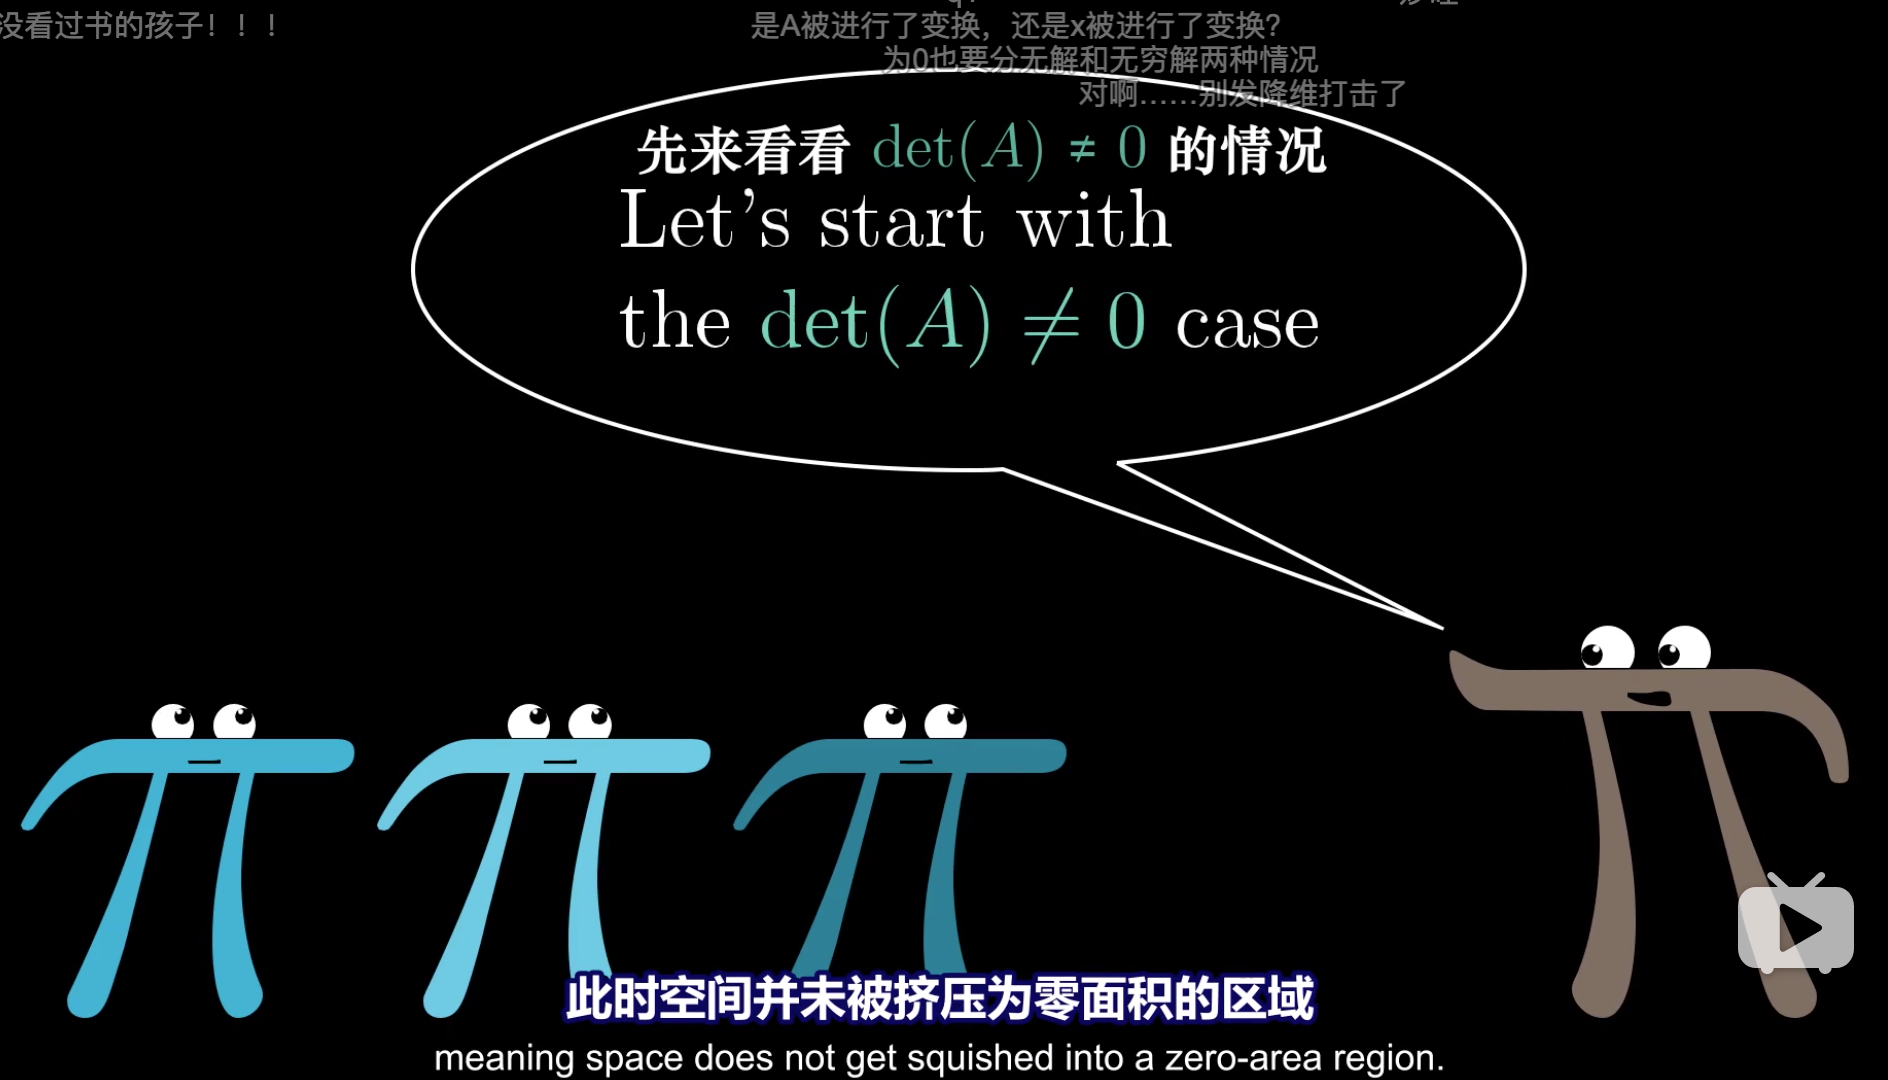 没看过书的孩子！！！
是A被进行了变换，还是x被进行了变换？
为0也要分无解和无穷解两种情况
对啊……别发降维打击了
先来看看 det(A) ≠ 0 的情况
Let's start with
the det(A) ≠ 0 case
此时空间并未被挤压为零面积的区域
meaning space does not get squished into a zero-area region.